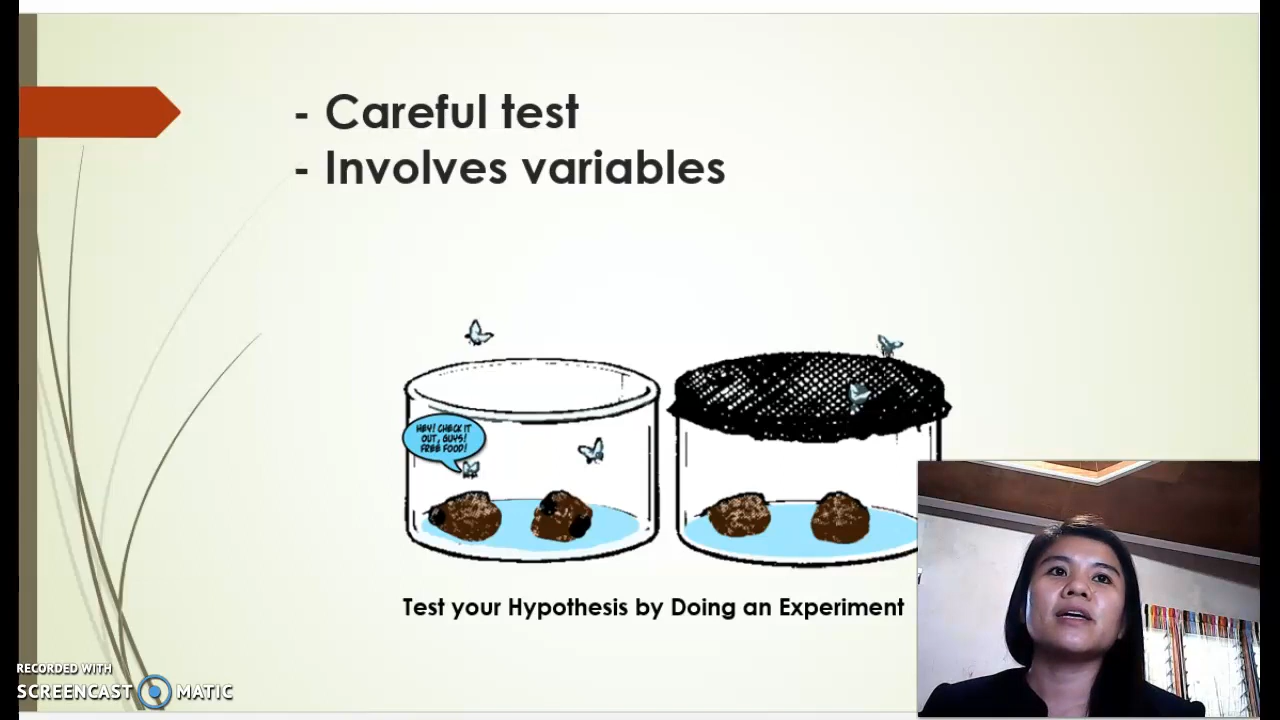 - Careful test
- Involves variables
HEY! CHECK IT
OUT, GUYS!
FREE FOOD!
Test your Hypothesis by Doing an Experiment
RECORDED WITH
SCREENCAST MATIC